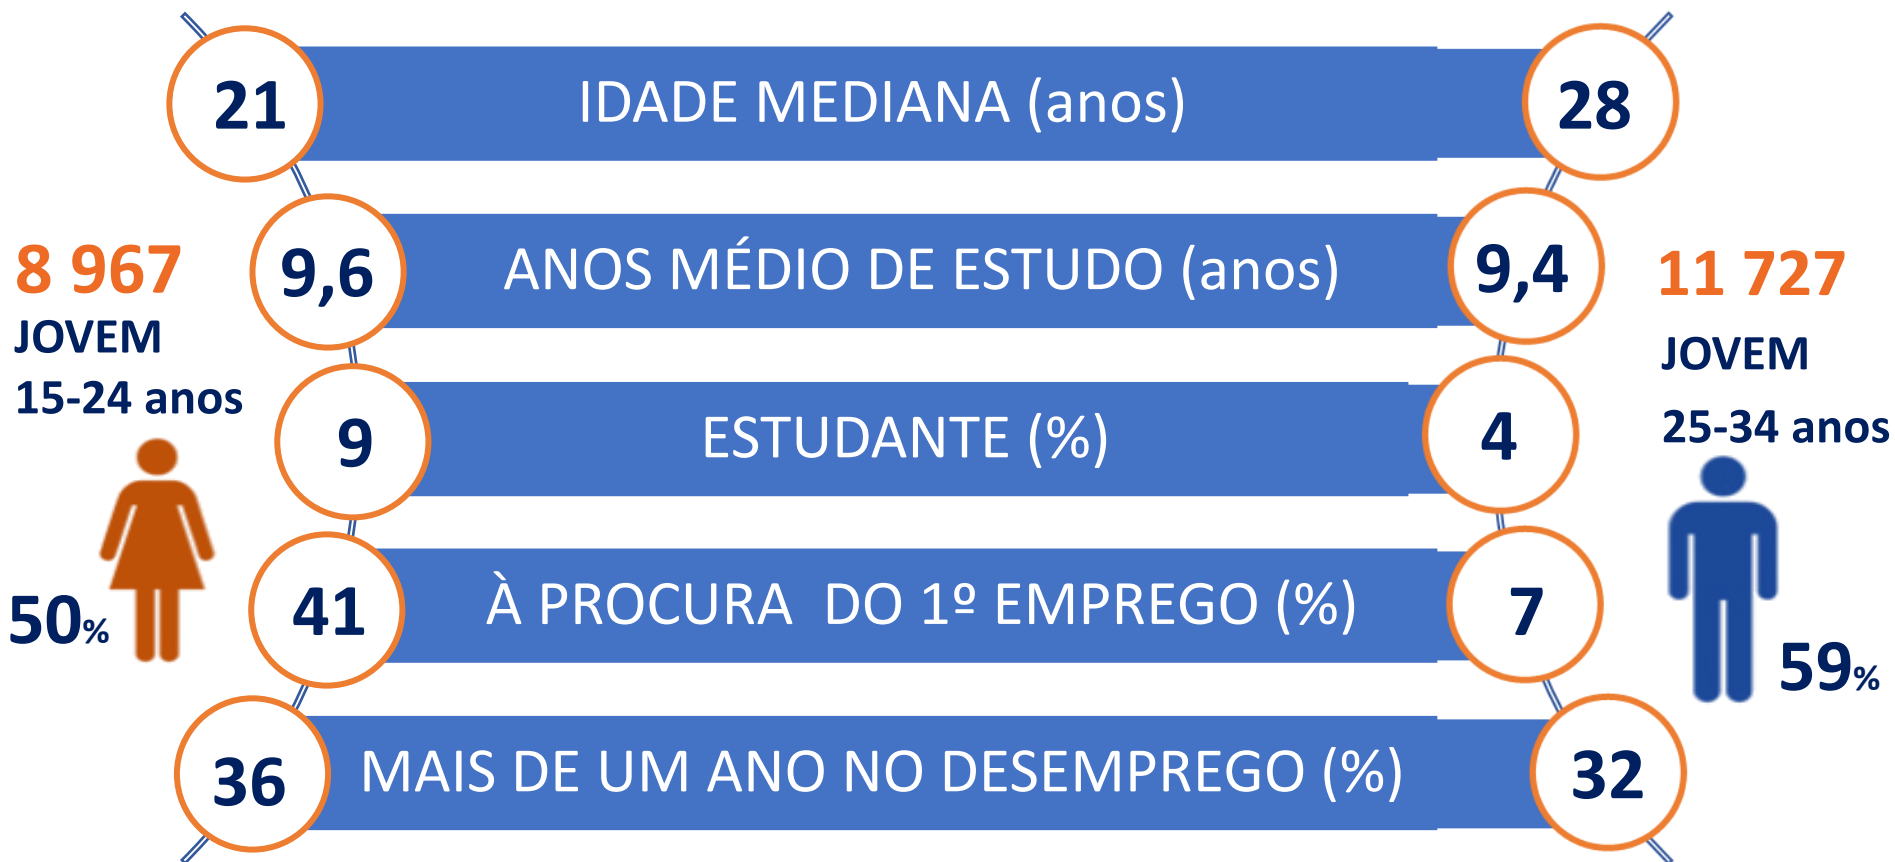 21 IDADE MEDIANA (anos) 28
8 967
JOVEM
15-24 anos
50%
9,6 ANOS MÉDIO DE ESTUDO (anos) 9,4
9 ESTUDANTE (%) 4
41 À PROCURA DO 1º EMPREGO (%) 7
36 MAIS DE UM ANO NO DESEMPREGO (%) 32
11 727
JOVEM
25-34 anos
59%